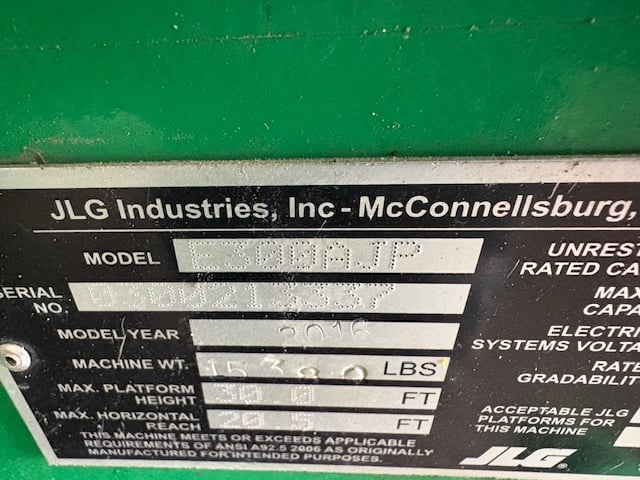 JLG Industries, Inc - McConnellsburg,
MODEL E300AJP
SERIAL NO. 0300213337
MODEL YEAR 2016
MACHINE WT. 15380 LBS
MAX. PLATFORM HEIGHT 30 0 FT
MAX. HORIZONTAL REACH 20 5 FT
THIS MACHINE MEETS OR EXCEEDS APPLICABLE
REQUIREMENTS OF ANSI A92.5 2006 AS ORIGINALLY
MANUFACTURED FOR INTENDED PURPOSES.
UNREST
RATED CA
MAX
CAPA
ELECTRI
SYSTEMS VOLTA
RATE
GRADABILIT
ACCEPTABLE JLG
PLATFORMS FOR
THIS MACHINE
JLG